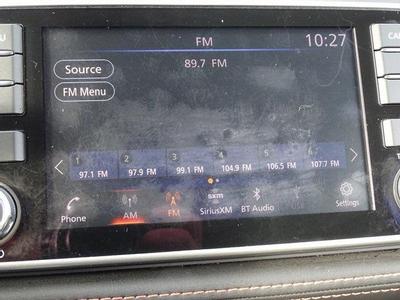 FM
10:27
Source
89.7 FM
FM Menu
1 2 3 4 5 6
97.1 FM 97.9 FM 99.1 FM 104.9 FM 106.5 FM 107.7 FM
Phone AM FM sxm SiriusXM BT Audio Settings